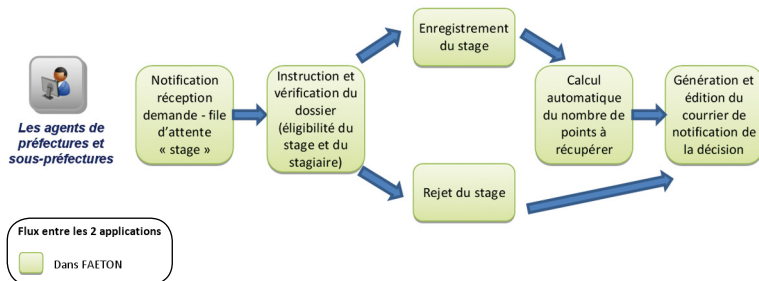 Les agents de
préfectures et
sous-préfectures
Notification
réception
demande - file
d'attente
« stage »
Instruction et
vérification du
dossier
(éligibilité du
stage et du
stagiaire)
Enregistrement
du stage
Rejet du stage
Calcul
automatique
du nombre de
points à
récupérer
Génération et
édition du
courrier de
notification de
la décision
Flux entre les 2 applications
Dans FAETON